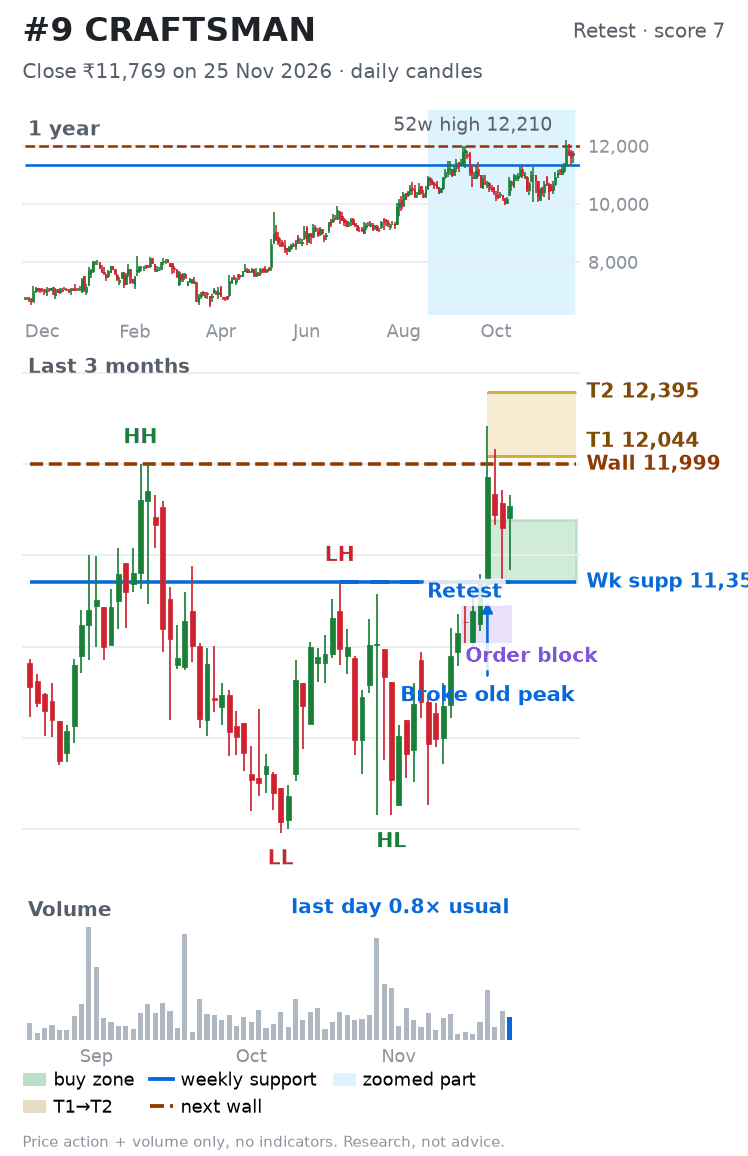 #9 CRAFTSMAN
Retest · score 7
Close ₹11,769 on 25 Nov 2026 · daily candles
1 year
52w high 12,210
12,000
10,000
8,000
Dec Feb Apr Jun Aug Oct
Last 3 months
T2 12,395
HH
T1 12,044
Wall 11,999
LH
Retest
Wk supp 11,35
Order block
Broke old peak
HL
LL
Volume
last day 0.8× usual
Sep Oct Nov
buy zone weekly support zoomed part
T1→T2 next wall
Price action + volume only, no indicators. Research, not advice.